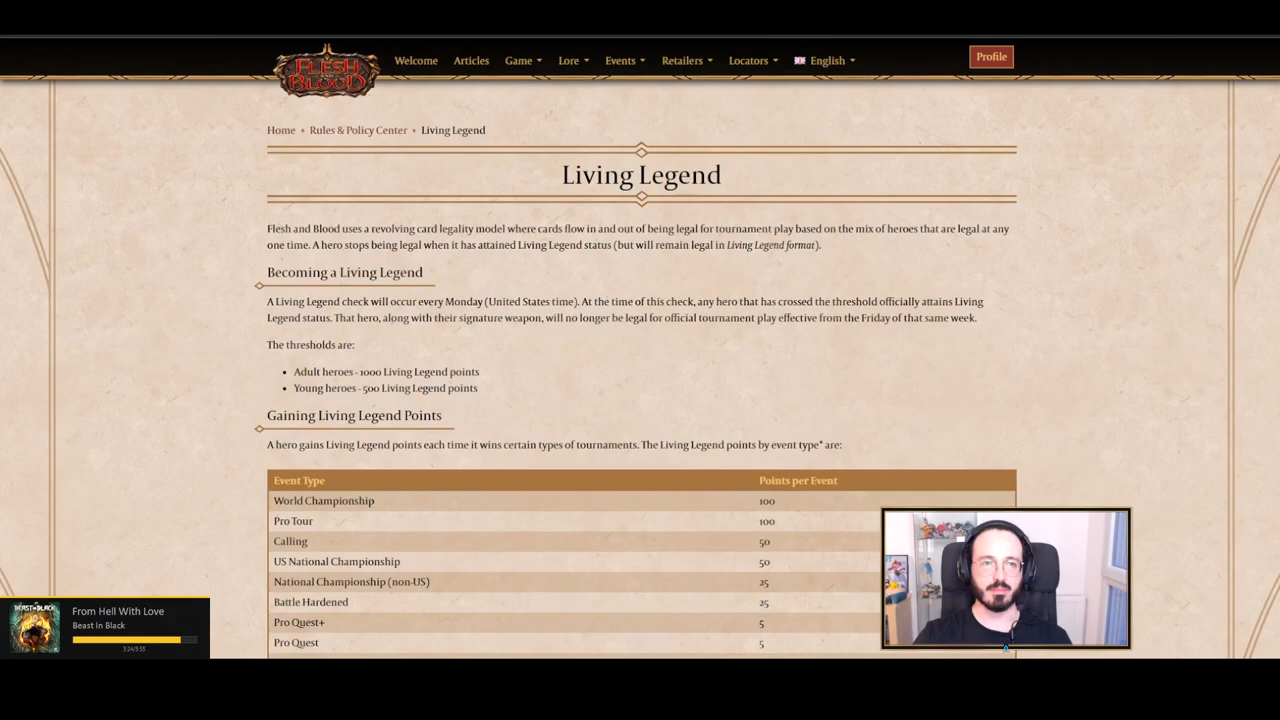 FLESH
AND
BLOOD
Welcome
Articles
Game
Lore
Events
Retailers
Locators
English
Profile
Home • Rules & Policy Center • Living Legend
Living Legend
Flesh and Blood uses a revolving card legality model where cards flow in and out of being legal for tournament play based on the mix of heroes that are legal at any
one time. A hero stops being legal when it has attained Living Legend status (but will remain legal in Living Legend format).
Becoming a Living Legend
A Living Legend check will occur every Monday (United States time). At the time of this check, any hero that has crossed the threshold officially attains Living
Legend status. That hero, along with their signature weapon, will no longer be legal for official tournament play effective from the Friday of that same week.
The thresholds are:
• Adult heroes - 1000 Living Legend points
• Young heroes - 500 Living Legend points
Gaining Living Legend Points
A hero gains Living Legend points each time it wins certain types of tournaments. The Living Legend points by event type* are:
Event Type Points per Event
World Championship 100
Pro Tour 100
Calling 50
US National Championship 50
National Championship (non-US) 25
Battle Hardened 25
Pro Quest+ 5
Pro Quest 5
BEAST IN BLACK
From Hell With Love
Beast In Black
3:24/3:55